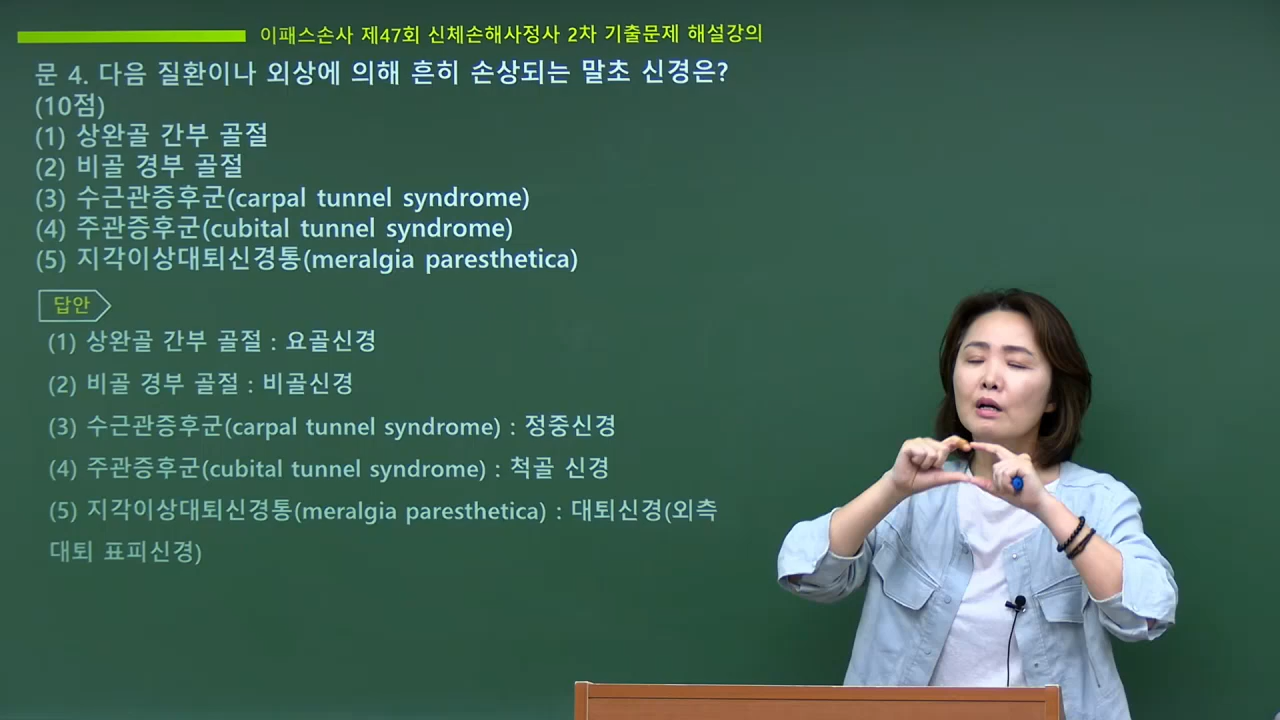 이패스손사 제47회 신체손해사정사 2차 기출문제 해설강의
문 4. 다음 질환이나 외상에 의해 흔히 손상되는 말초 신경은?
(10점)
(1) 상완골 간부 골절
(2) 비골 경부 골절
(3) 수근관증후군(carpal tunnel syndrome)
(4) 주관증후군(cubital tunnel syndrome)
(5) 지각이상대퇴신경통(meralgia paresthetica)
답안
(1) 상완골 간부 골절 : 요골신경
(2) 비골 경부 골절 : 비골신경
(3) 수근관증후군(carpal tunnel syndrome) : 정중신경
(4) 주관증후군(cubital tunnel syndrome) : 척골 신경
(5) 지각이상대퇴신경통(meralgia paresthetica) : 대퇴신경(외측
대퇴 표피신경)